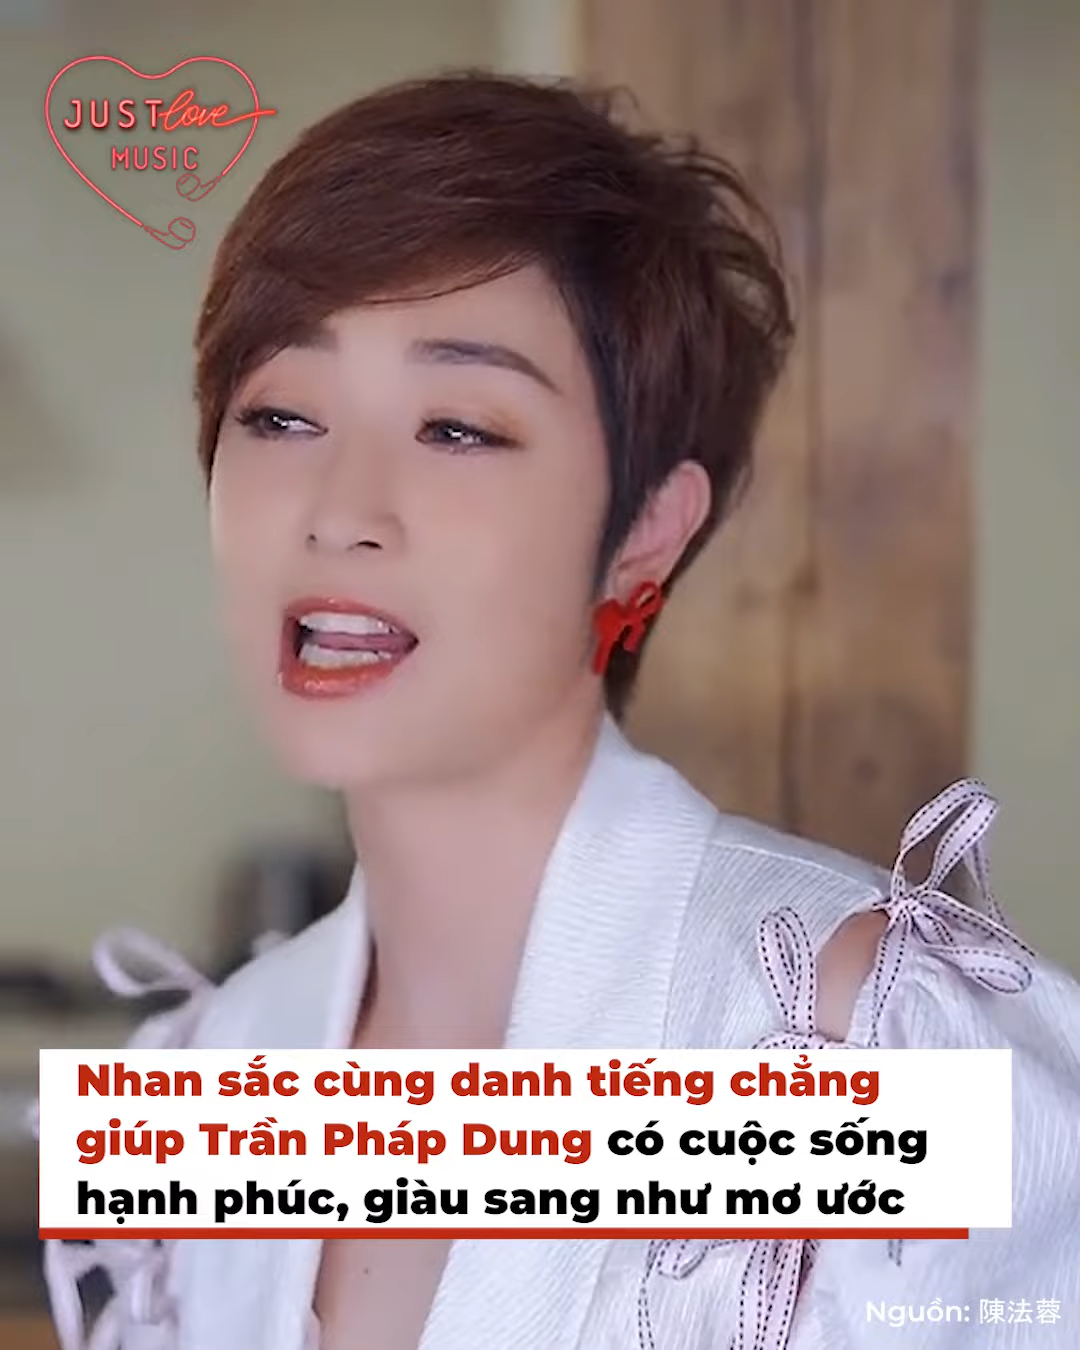 JUST love
MUSIC
Nhan sắc cùng danh tiếng chẳng
giúp Trần Pháp Dung có cuộc sống
hạnh phúc, giàu sang như mơ ước
Nguồn: 陳法蓉